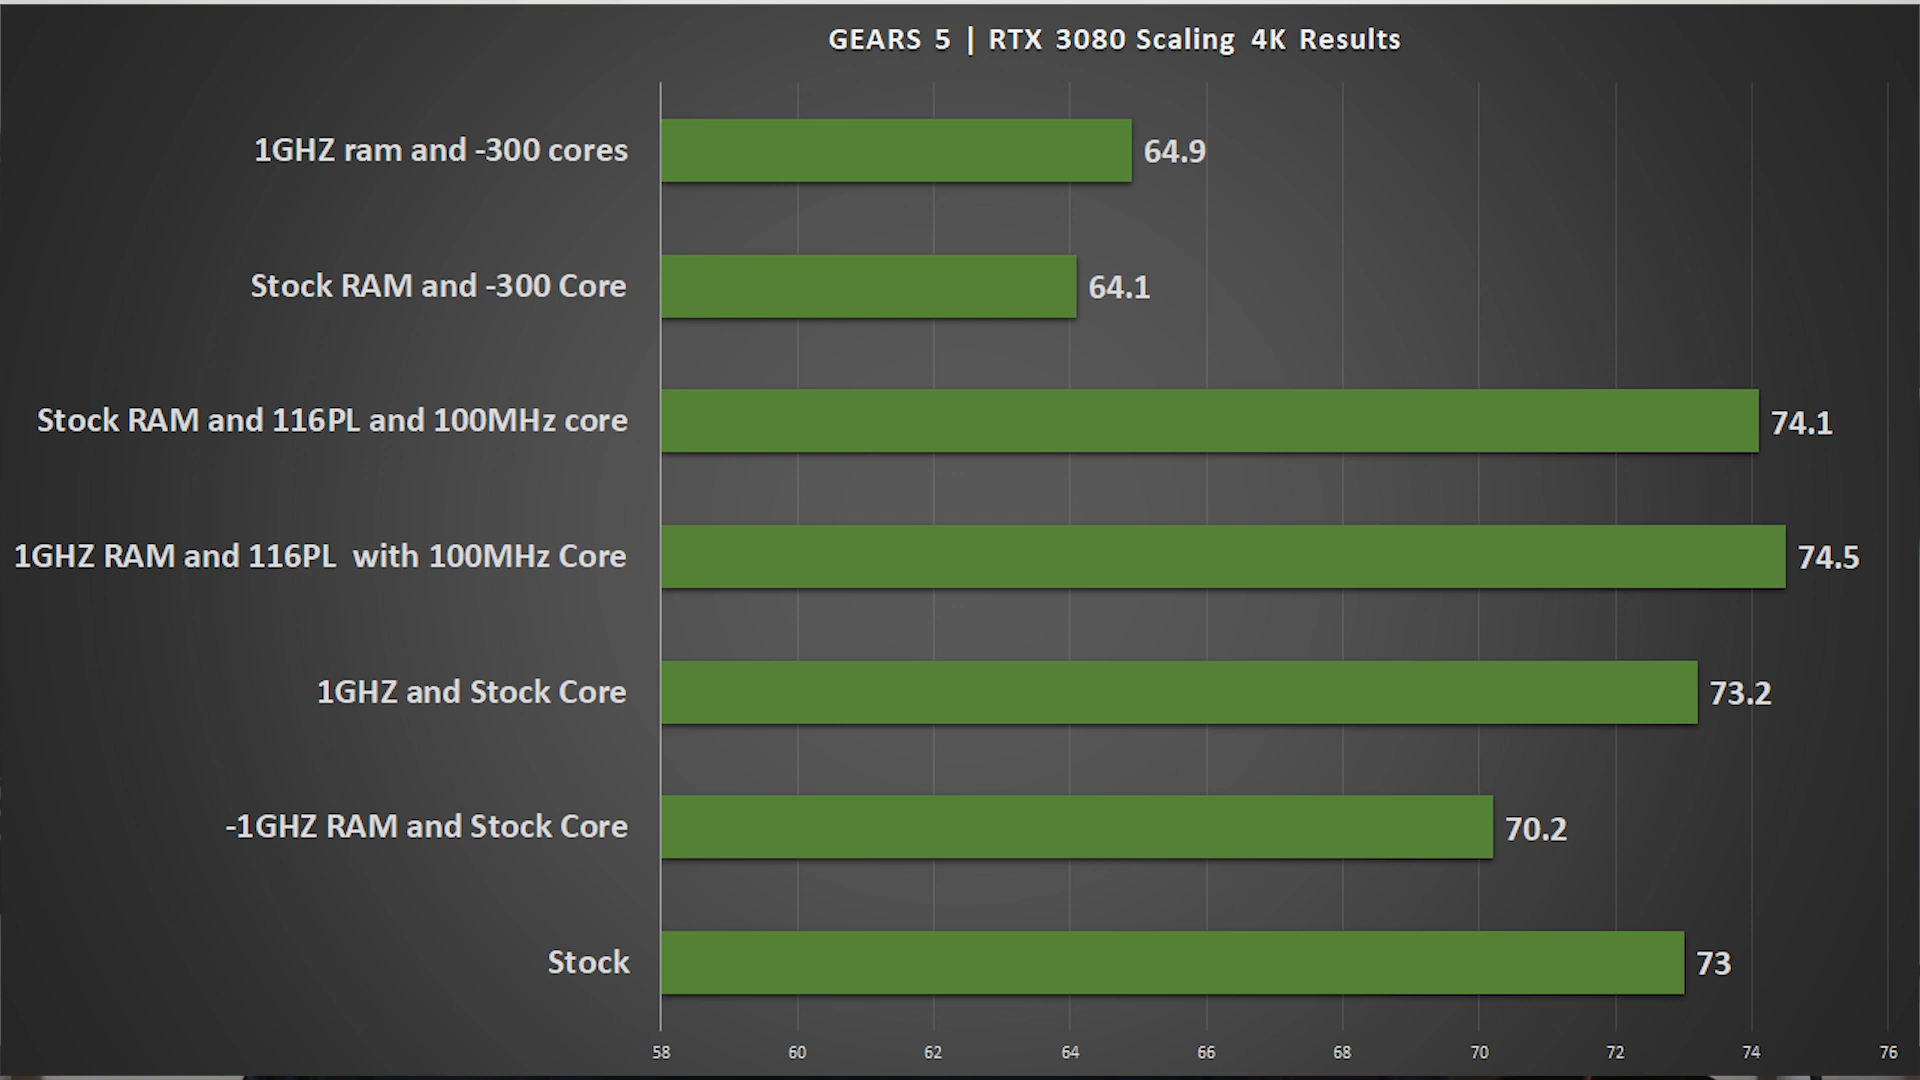 GEARS 5 | RTX 3080 Scaling 4K Results
1GHZ ram and -300 cores
64.9
Stock RAM and -300 Core
64.1
Stock RAM and 116PL and 100MHz core
74.1
1GHZ RAM and 116PL with 100MHz Core
74.5
1GHZ and Stock Core
73.2
-1GHZ RAM and Stock Core
70.2
Stock
73
58 60 62 64 66 68 70 72 74 76